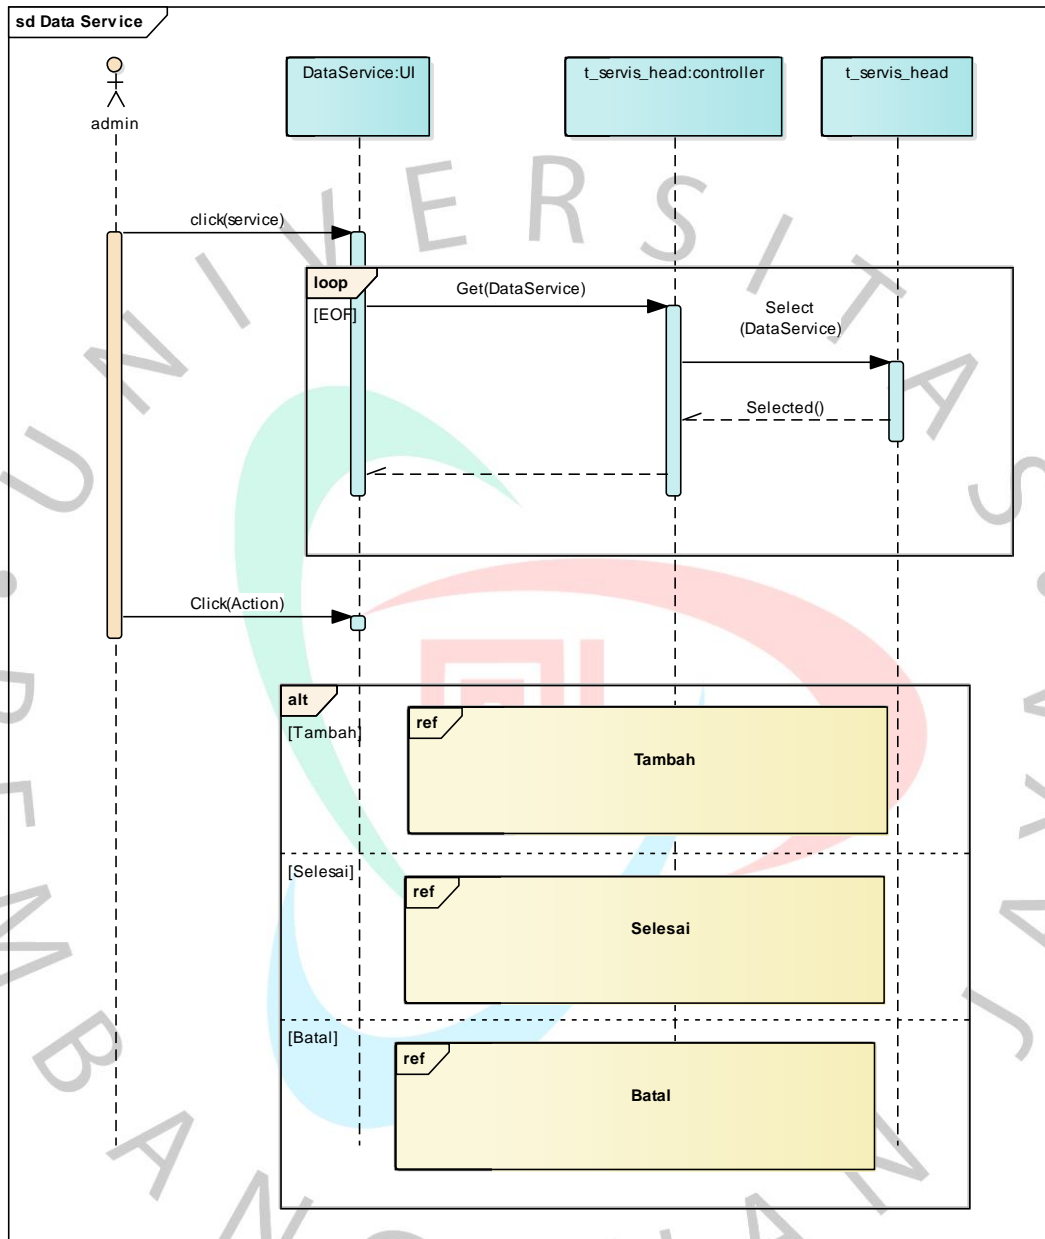 sd Data Service
admin
DataService:UI
t_servis_head:controller
t_servis_head
click(service)
loop
[EOF]
Get(DataService)
Select
(DataService)
Selected()
Click(Action)
alt
[Tambah]
ref
Tambah
[Selesai]
ref
Selesai
[Batal]
ref
Batal
UNIVERSITAS